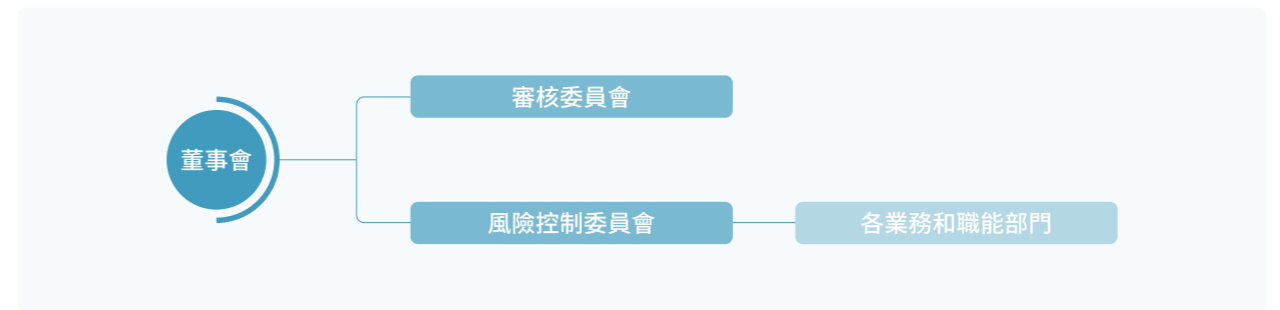 審核委員會
董事會
風險控制委員會
各業務和職能部門